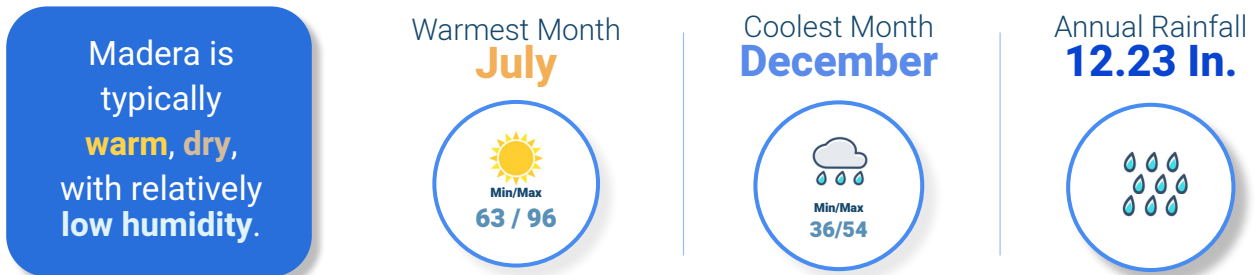 Madera is
typically
warm, dry,
with relatively
low humidity.
Warmest Month
July
Min/Max
63 / 96
Coolest Month
December
Min/Max
36/54
Annual Rainfall
12.23 In.